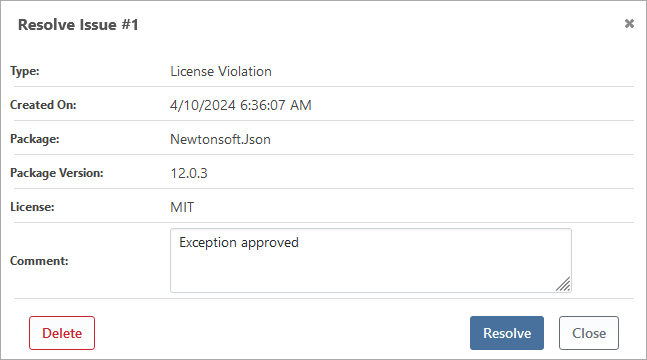 Resolve Issue #1
Type: License Violation
Created On: 4/10/2024 6:36:07 AM
Package: Newtonsoft.Json
Package Version: 12.0.3
License: MIT
Comment: Exception approved
Delete Resolve Close